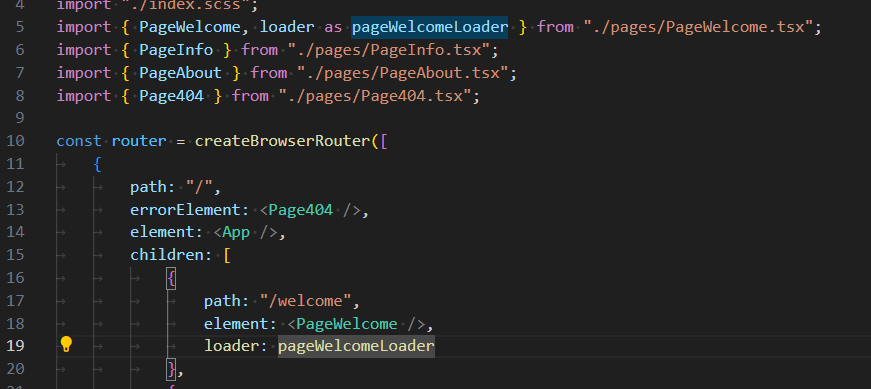 4 import "./index.scss";
5 import { PageWelcome, loader as pageWelcomeLoader } from "./pages/PageWelcome.tsx";
6 import { PageInfo } from "./pages/PageInfo.tsx";
7 import { PageAbout } from "./pages/PageAbout.tsx";
8 import { Page404 } from "./pages/Page404.tsx";
9
10 const router = createBrowserRouter([
11 {
12 path: "/",
13 errorElement: <Page404 />,
14 element: <App />,
15 children: [
16 {
17 path: "/welcome",
18 element: <PageWelcome />,
19 loader: pageWelcomeLoader
20 },